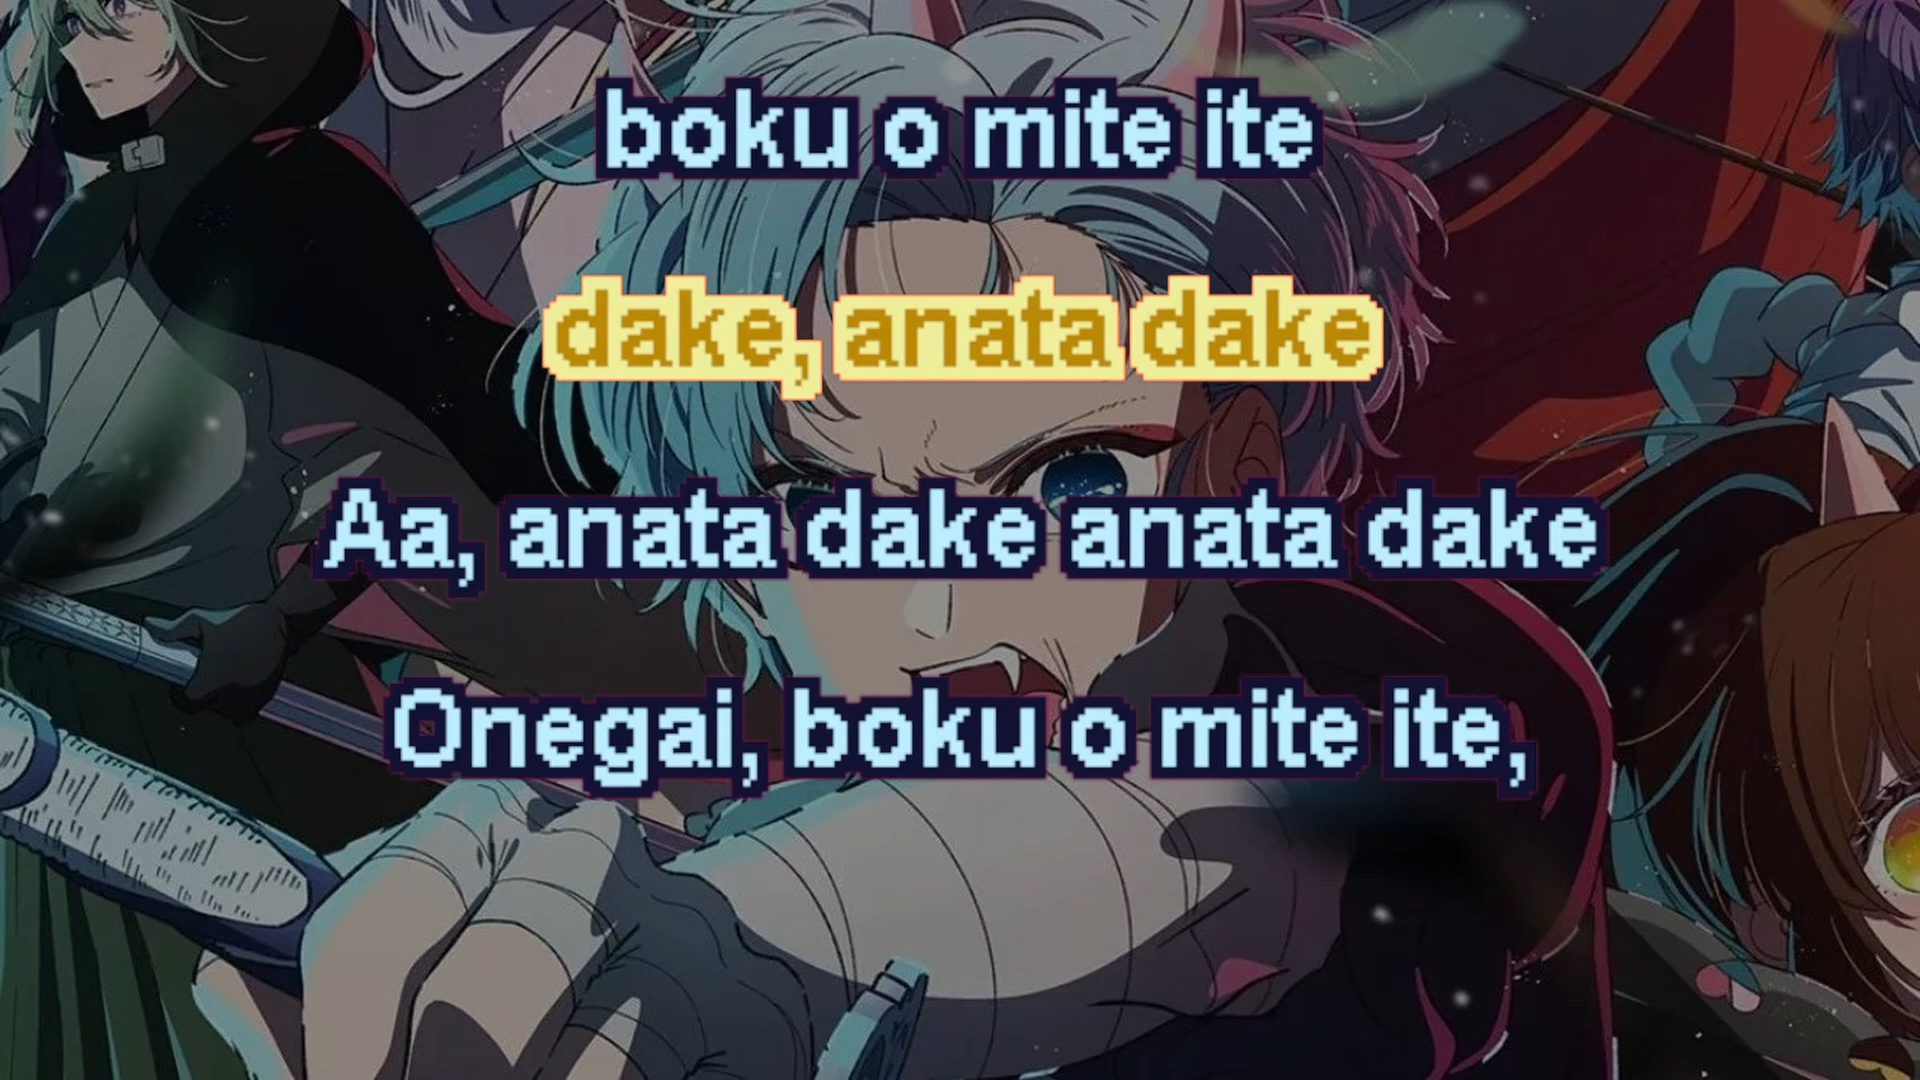 boku o mite ite
dake, anata dake
Aa, anata dake anata dake
Onegai, boku o mite ite,